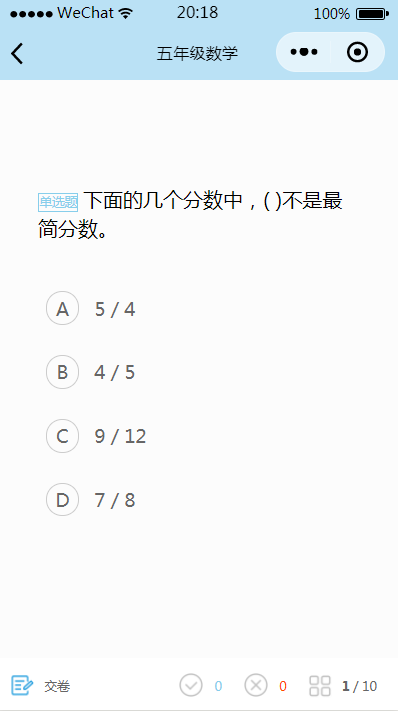 WeChat 20:18 100%
五年级数学
单选题 下面的几个分数中，( )不是最
简分数。
A 5 / 4
B 4 / 5
C 9 / 12
D 7 / 8
交卷 0 0 1 / 10